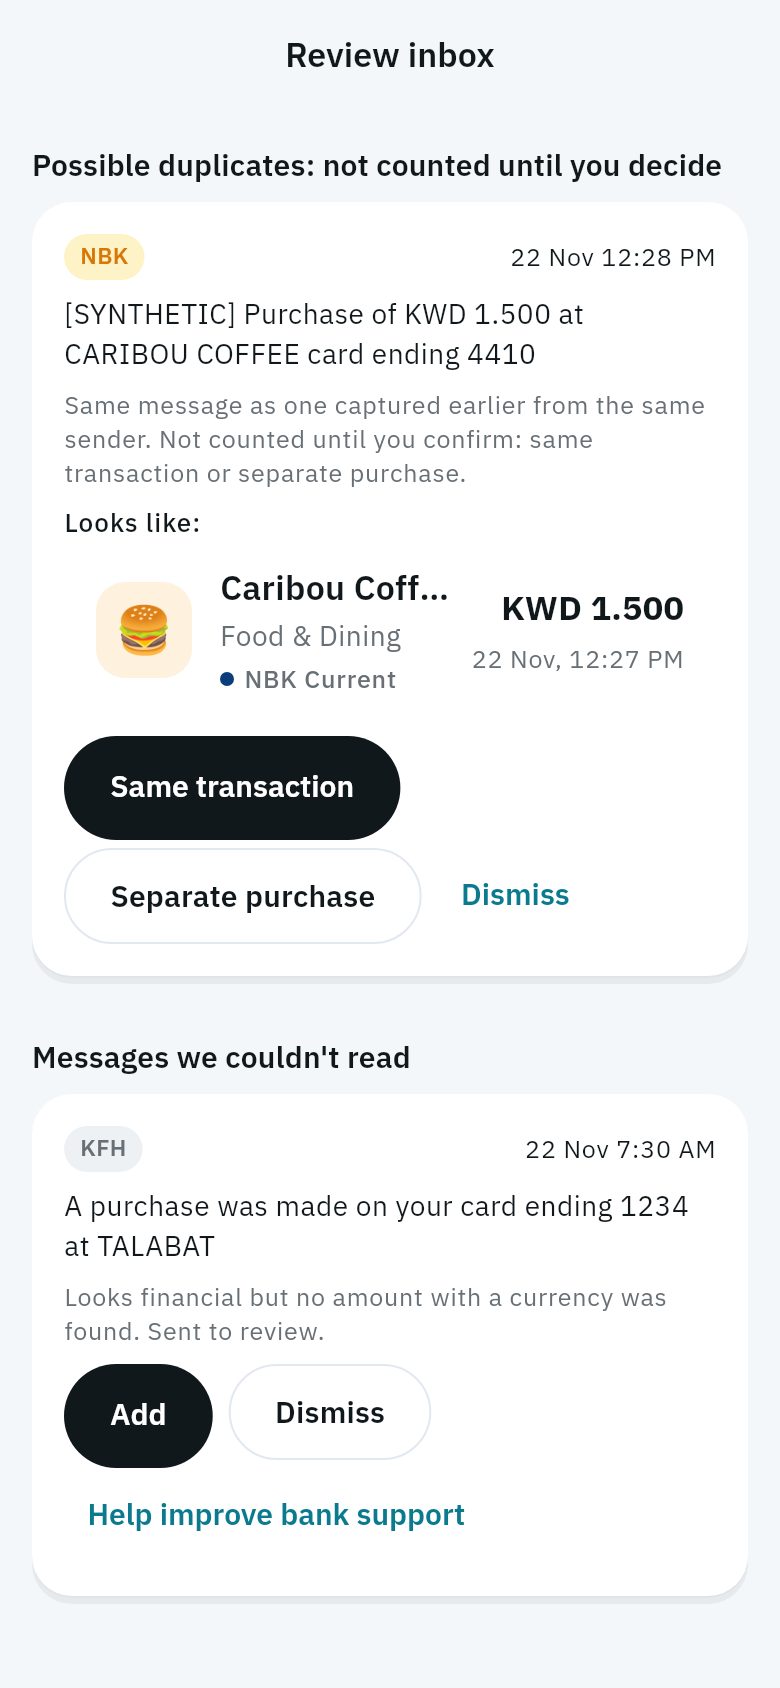 Review inbox
Possible duplicates: not counted until you decide
NBK
22 Nov 12:28 PM
[SYNTHETIC] Purchase of KWD 1.500 at
CARIBOU COFFEE card ending 4410
Same message as one captured earlier from the same
sender. Not counted until you confirm: same
transaction or separate purchase.
Looks like:
Caribou Coff...
Food & Dining
NBK Current
KWD 1.500
22 Nov, 12:27 PM
Same transaction
Separate purchase
Dismiss
Messages we couldn't read
KFH
22 Nov 7:30 AM
A purchase was made on your card ending 1234
at TALABAT
Looks financial but no amount with a currency was
found. Sent to review.
Add
Dismiss
Help improve bank support